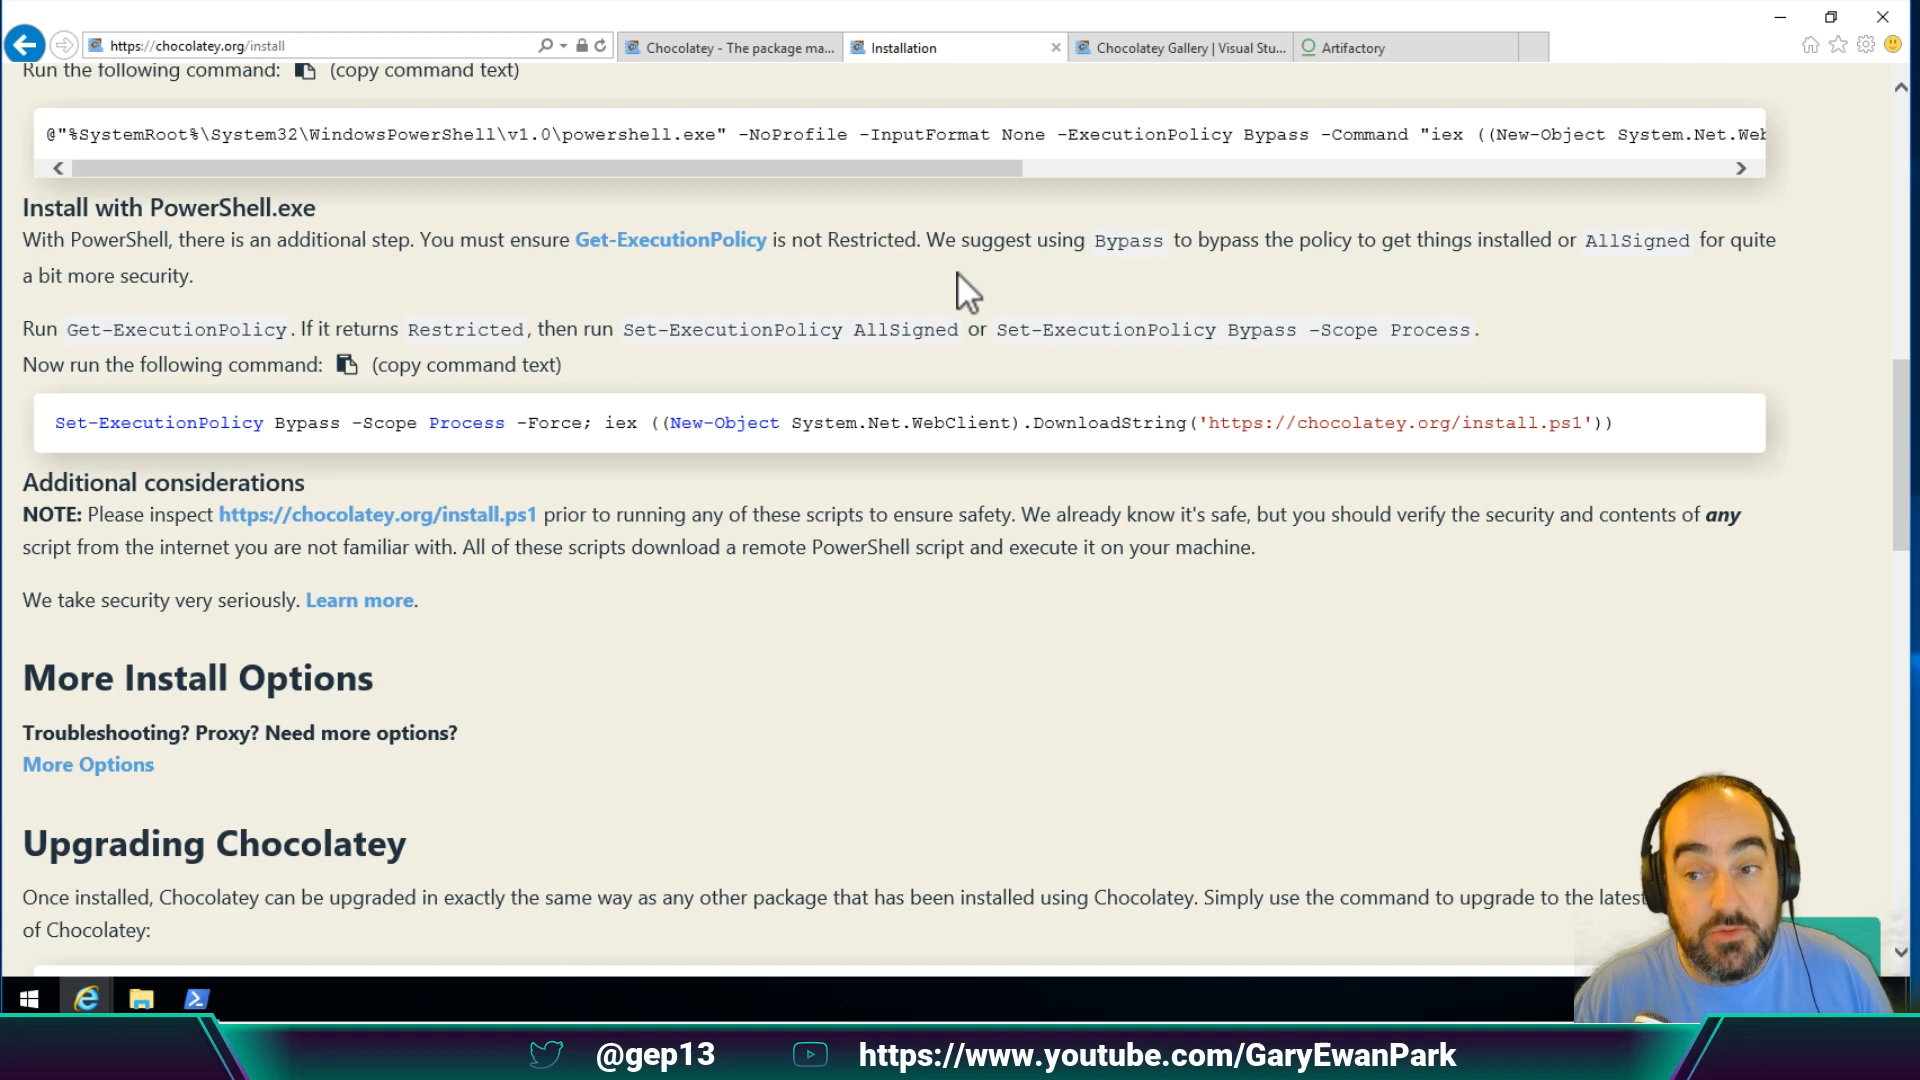 https://chocolatey.org/install
Chocolatey - The package ma...
Installation
Chocolatey Gallery | Visual Stu...
Artifactory
Run the following command: (copy command text)
@"%SystemRoot%\System32\WindowsPowerShell\v1.0\powershell.exe" -NoProfile -InputFormat None -ExecutionPolicy Bypass -Command "iex ((New-Object System.Net.Web
Install with PowerShell.exe
With PowerShell, there is an additional step. You must ensure Get-ExecutionPolicy is not Restricted. We suggest using Bypass to bypass the policy to get things installed or AllSigned for quite
a bit more security.
Run Get-ExecutionPolicy. If it returns Restricted, then run Set-ExecutionPolicy AllSigned or Set-ExecutionPolicy Bypass -Scope Process.
Now run the following command: (copy command text)
Set-ExecutionPolicy Bypass -Scope Process -Force; iex ((New-Object System.Net.WebClient).DownloadString('https://chocolatey.org/install.ps1'))
Additional considerations
NOTE: Please inspect https://chocolatey.org/install.ps1 prior to running any of these scripts to ensure safety. We already know it's safe, but you should verify the security and contents of any
script from the internet you are not familiar with. All of these scripts download a remote PowerShell script and execute it on your machine.
We take security very seriously. Learn more.
More Install Options
Troubleshooting? Proxy? Need more options?
More Options
Upgrading Chocolatey
Once installed, Chocolatey can be upgraded in exactly the same way as any other package that has been installed using Chocolatey. Simply use the command to upgrade to the latest
of Chocolatey:
@gep13
https://www.youtube.com/GaryEwanPark